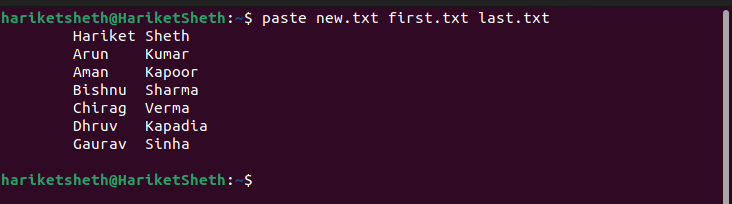 hariketsheth@HariketSheth:~$ paste new.txt first.txt last.txt
        Hariket Sheth
        Arun    Kumar
        Aman    Kapoor
        Bishnu  Sharma
        Chirag  Verma
        Dhruv   Kapadia
        Gaurav  Sinha

hariketsheth@HariketSheth:~$